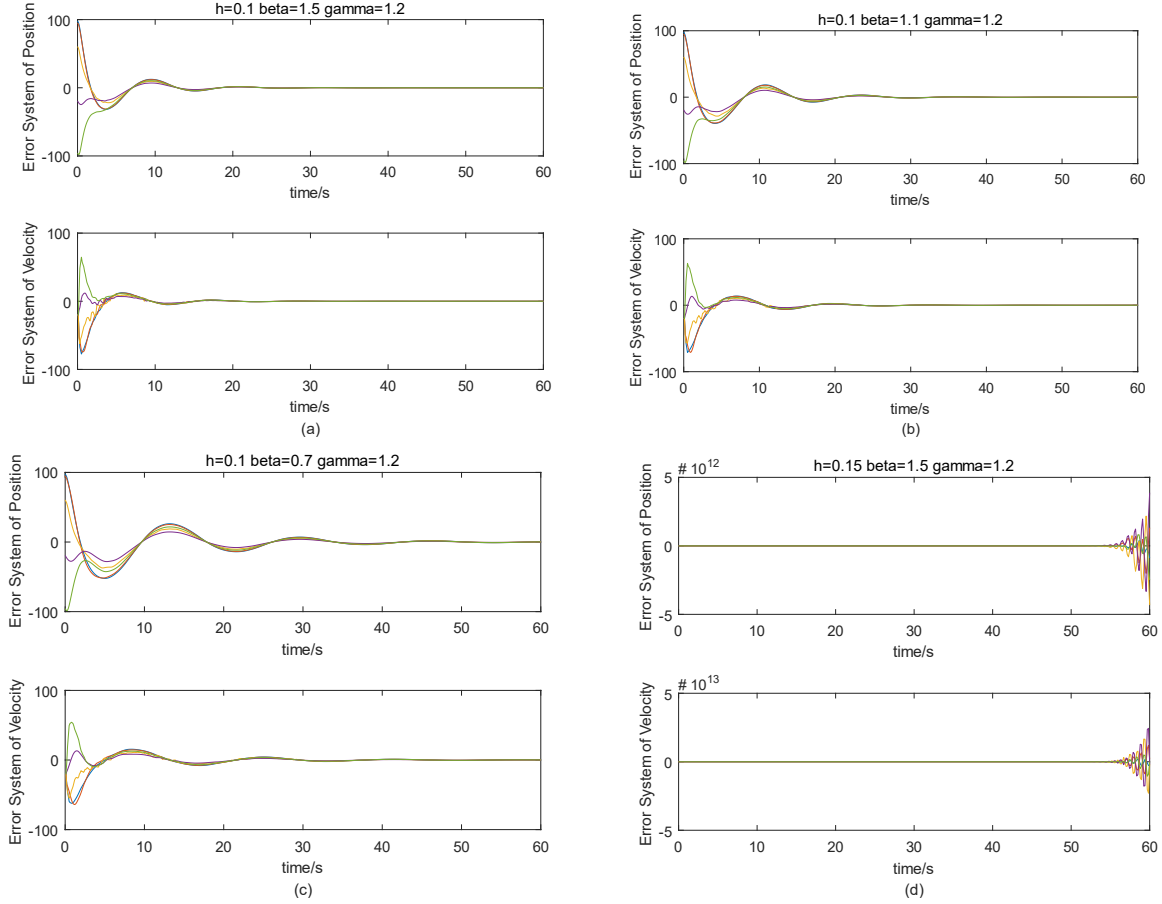 h=0.1 beta=1.5 gamma=1.2
Error System of Position
100
0
-100
0 10 20 30 40 50 60
time/s
Error System of Velocity
100
0
-100
0 10 20 30 40 50 60
time/s
(a)
h=0.1 beta=1.1 gamma=1.2
Error System of Position
100
0
-100
0 10 20 30 40 50 60
time/s
Error System of Velocity
100
0
-100
0 10 20 30 40 50 60
time/s
(b)
h=0.1 beta=0.7 gamma=1.2
Error System of Position
100
0
-100
0 10 20 30 40 50 60
time/s
Error System of Velocity
100
0
-100
0 10 20 30 40 50 60
time/s
(c)
# 10^12
h=0.15 beta=1.5 gamma=1.2
Error System of Position
5
0
-5
0 10 20 30 40 50 60
time/s
# 10^13
Error System of Velocity
5
0
-5
0 10 20 30 40 50 60
time/s
(d)